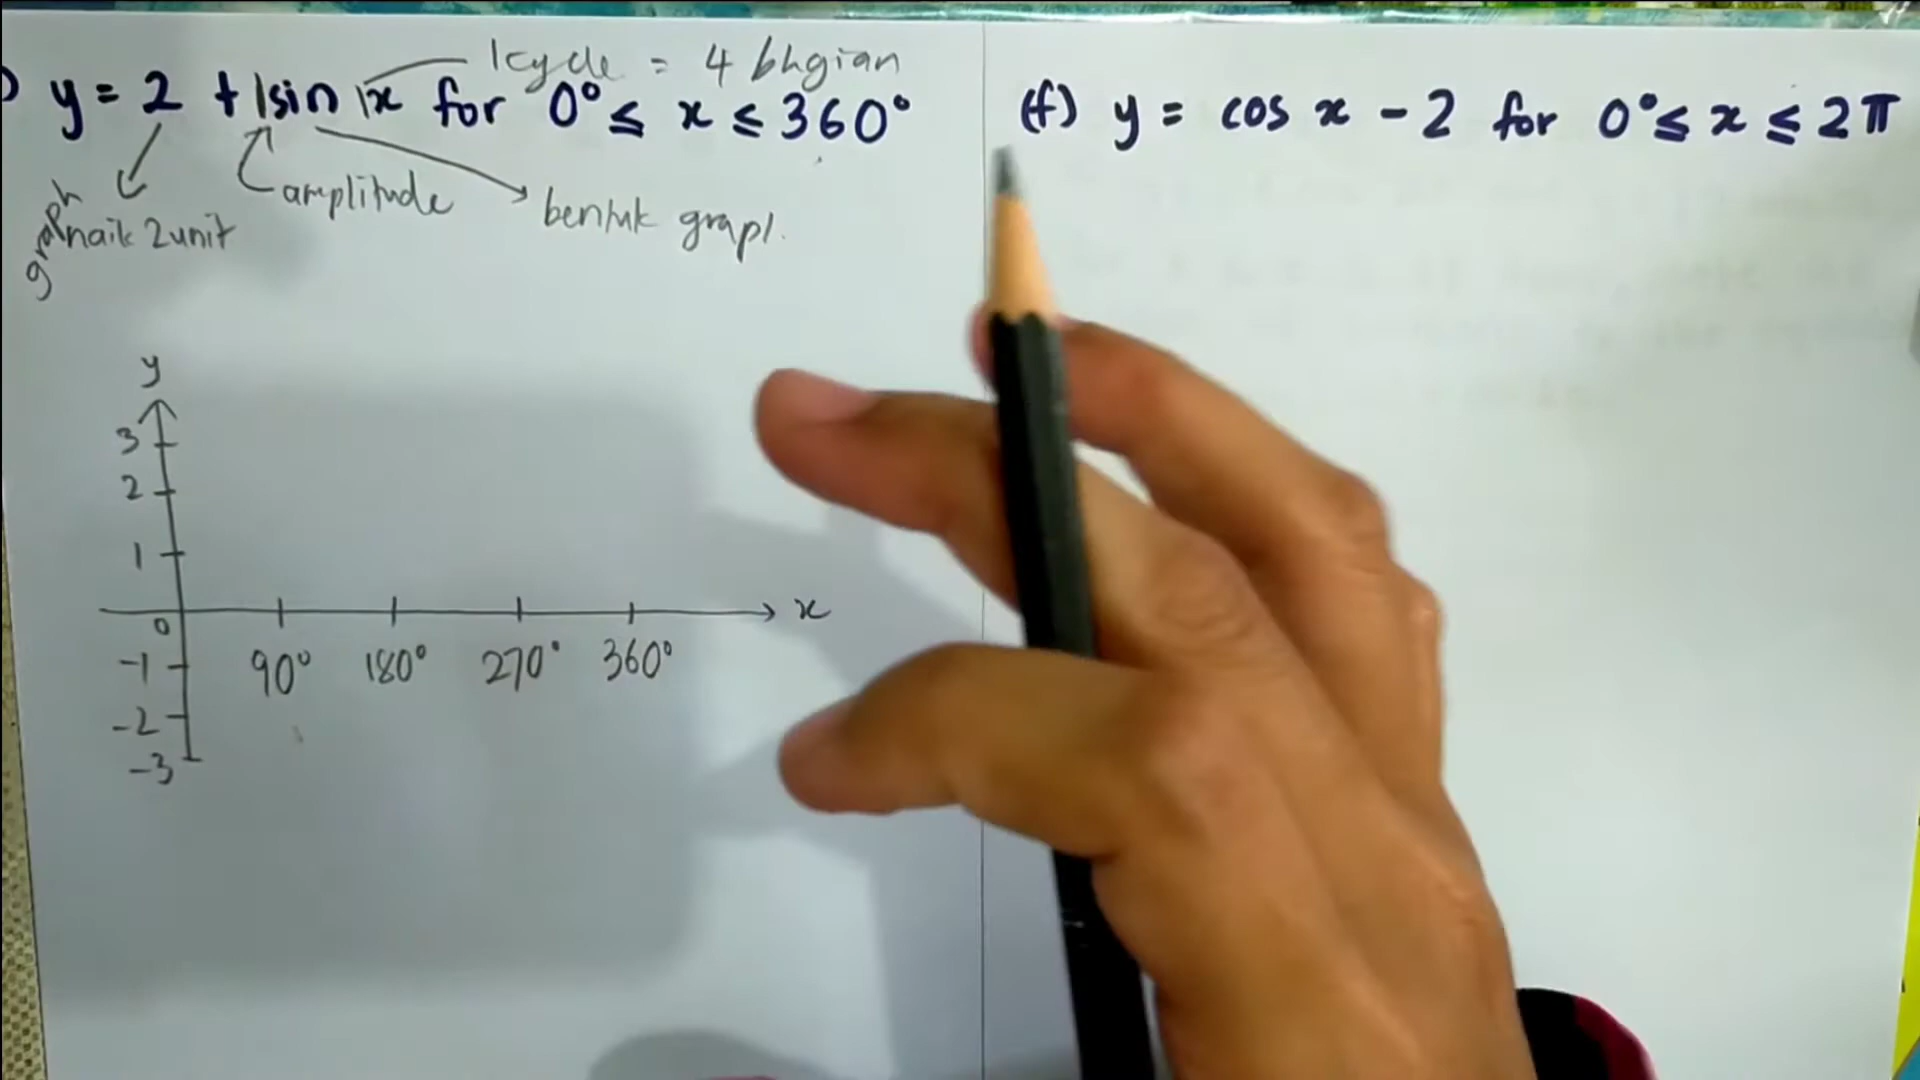 1cycle = 4 bhgian
) y = 2 + 1sin 1x for 0° ≤ x ≤ 360°
amplitude
bentuk graph
graph naik 2unit
y
3
2
1
0
-1
-2
-3
90° 180° 270° 360°
x
(f) y = cos x - 2 for 0° ≤ x ≤ 2π